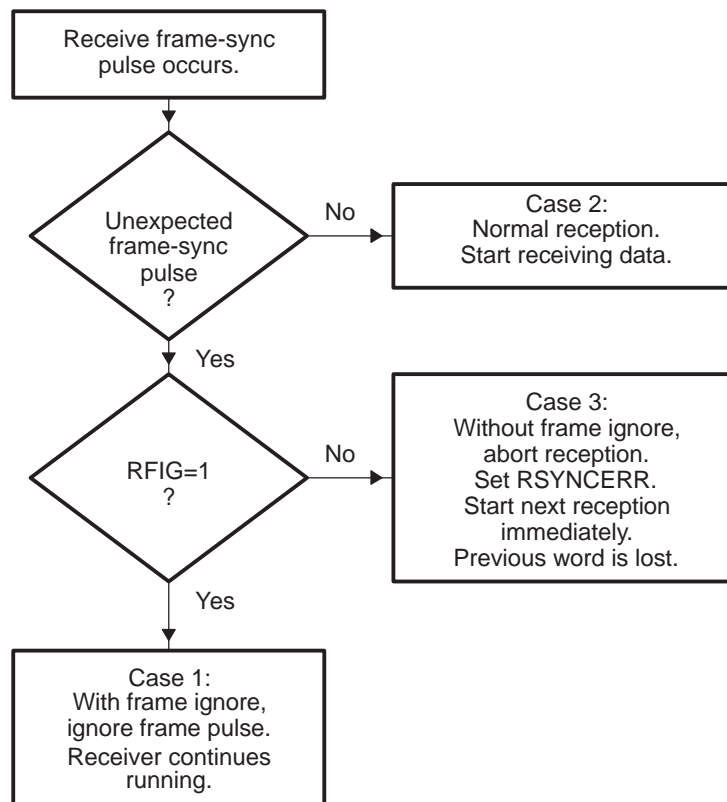 Receive frame-sync
pulse occurs.
Unexpected
frame-sync
pulse
?
No
Case 2:
Normal reception.
Start receiving data.
Yes
RFIG=1
?
No
Case 3:
Without frame ignore,
abort reception.
Set RSYNCERR.
Start next reception
immediately.
Previous word is lost.
Yes
Case 1:
With frame ignore,
ignore frame pulse.
Receiver continues
running.